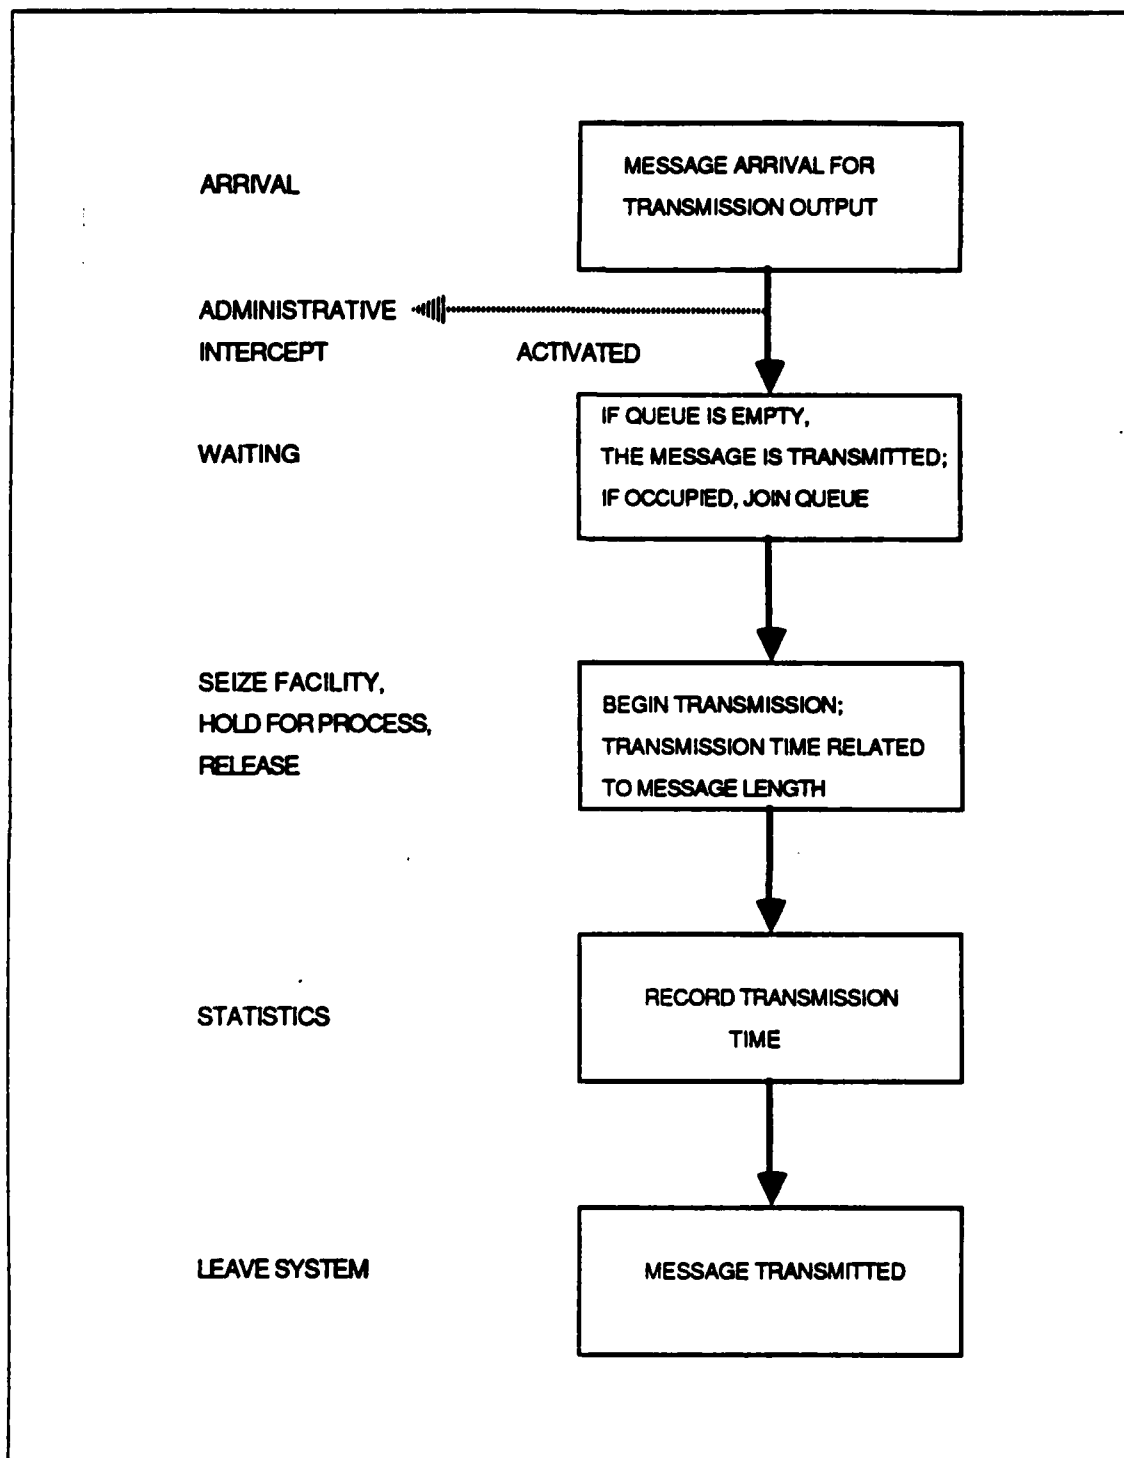 ARRIVAL
MESSAGE ARRIVAL FOR
TRANSMISSION OUTPUT
ADMINISTRATIVE
INTERCEPT
ACTIVATED
WAITING
IF QUEUE IS EMPTY,
THE MESSAGE IS TRANSMITTED;
IF OCCUPIED, JOIN QUEUE
SEIZE FACILITY,
HOLD FOR PROCESS,
RELEASE
BEGIN TRANSMISSION;
TRANSMISSION TIME RELATED
TO MESSAGE LENGTH
STATISTICS
RECORD TRANSMISSION
TIME
LEAVE SYSTEM
MESSAGE TRANSMITTED